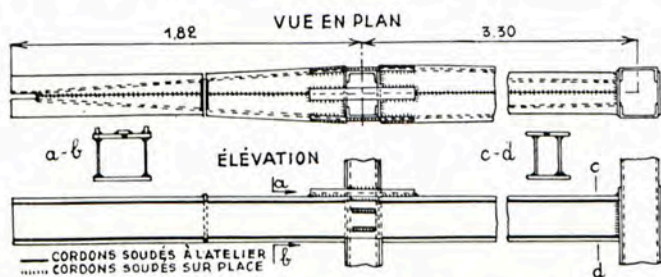 VUE EN PLAN
1.82
3.30
a-b
ÉLÉVATION
c-d
a
c
CORDONS SOUDÉS À L'ATELIER
CORDONS SOUDÉS SUR PLACE
b
d